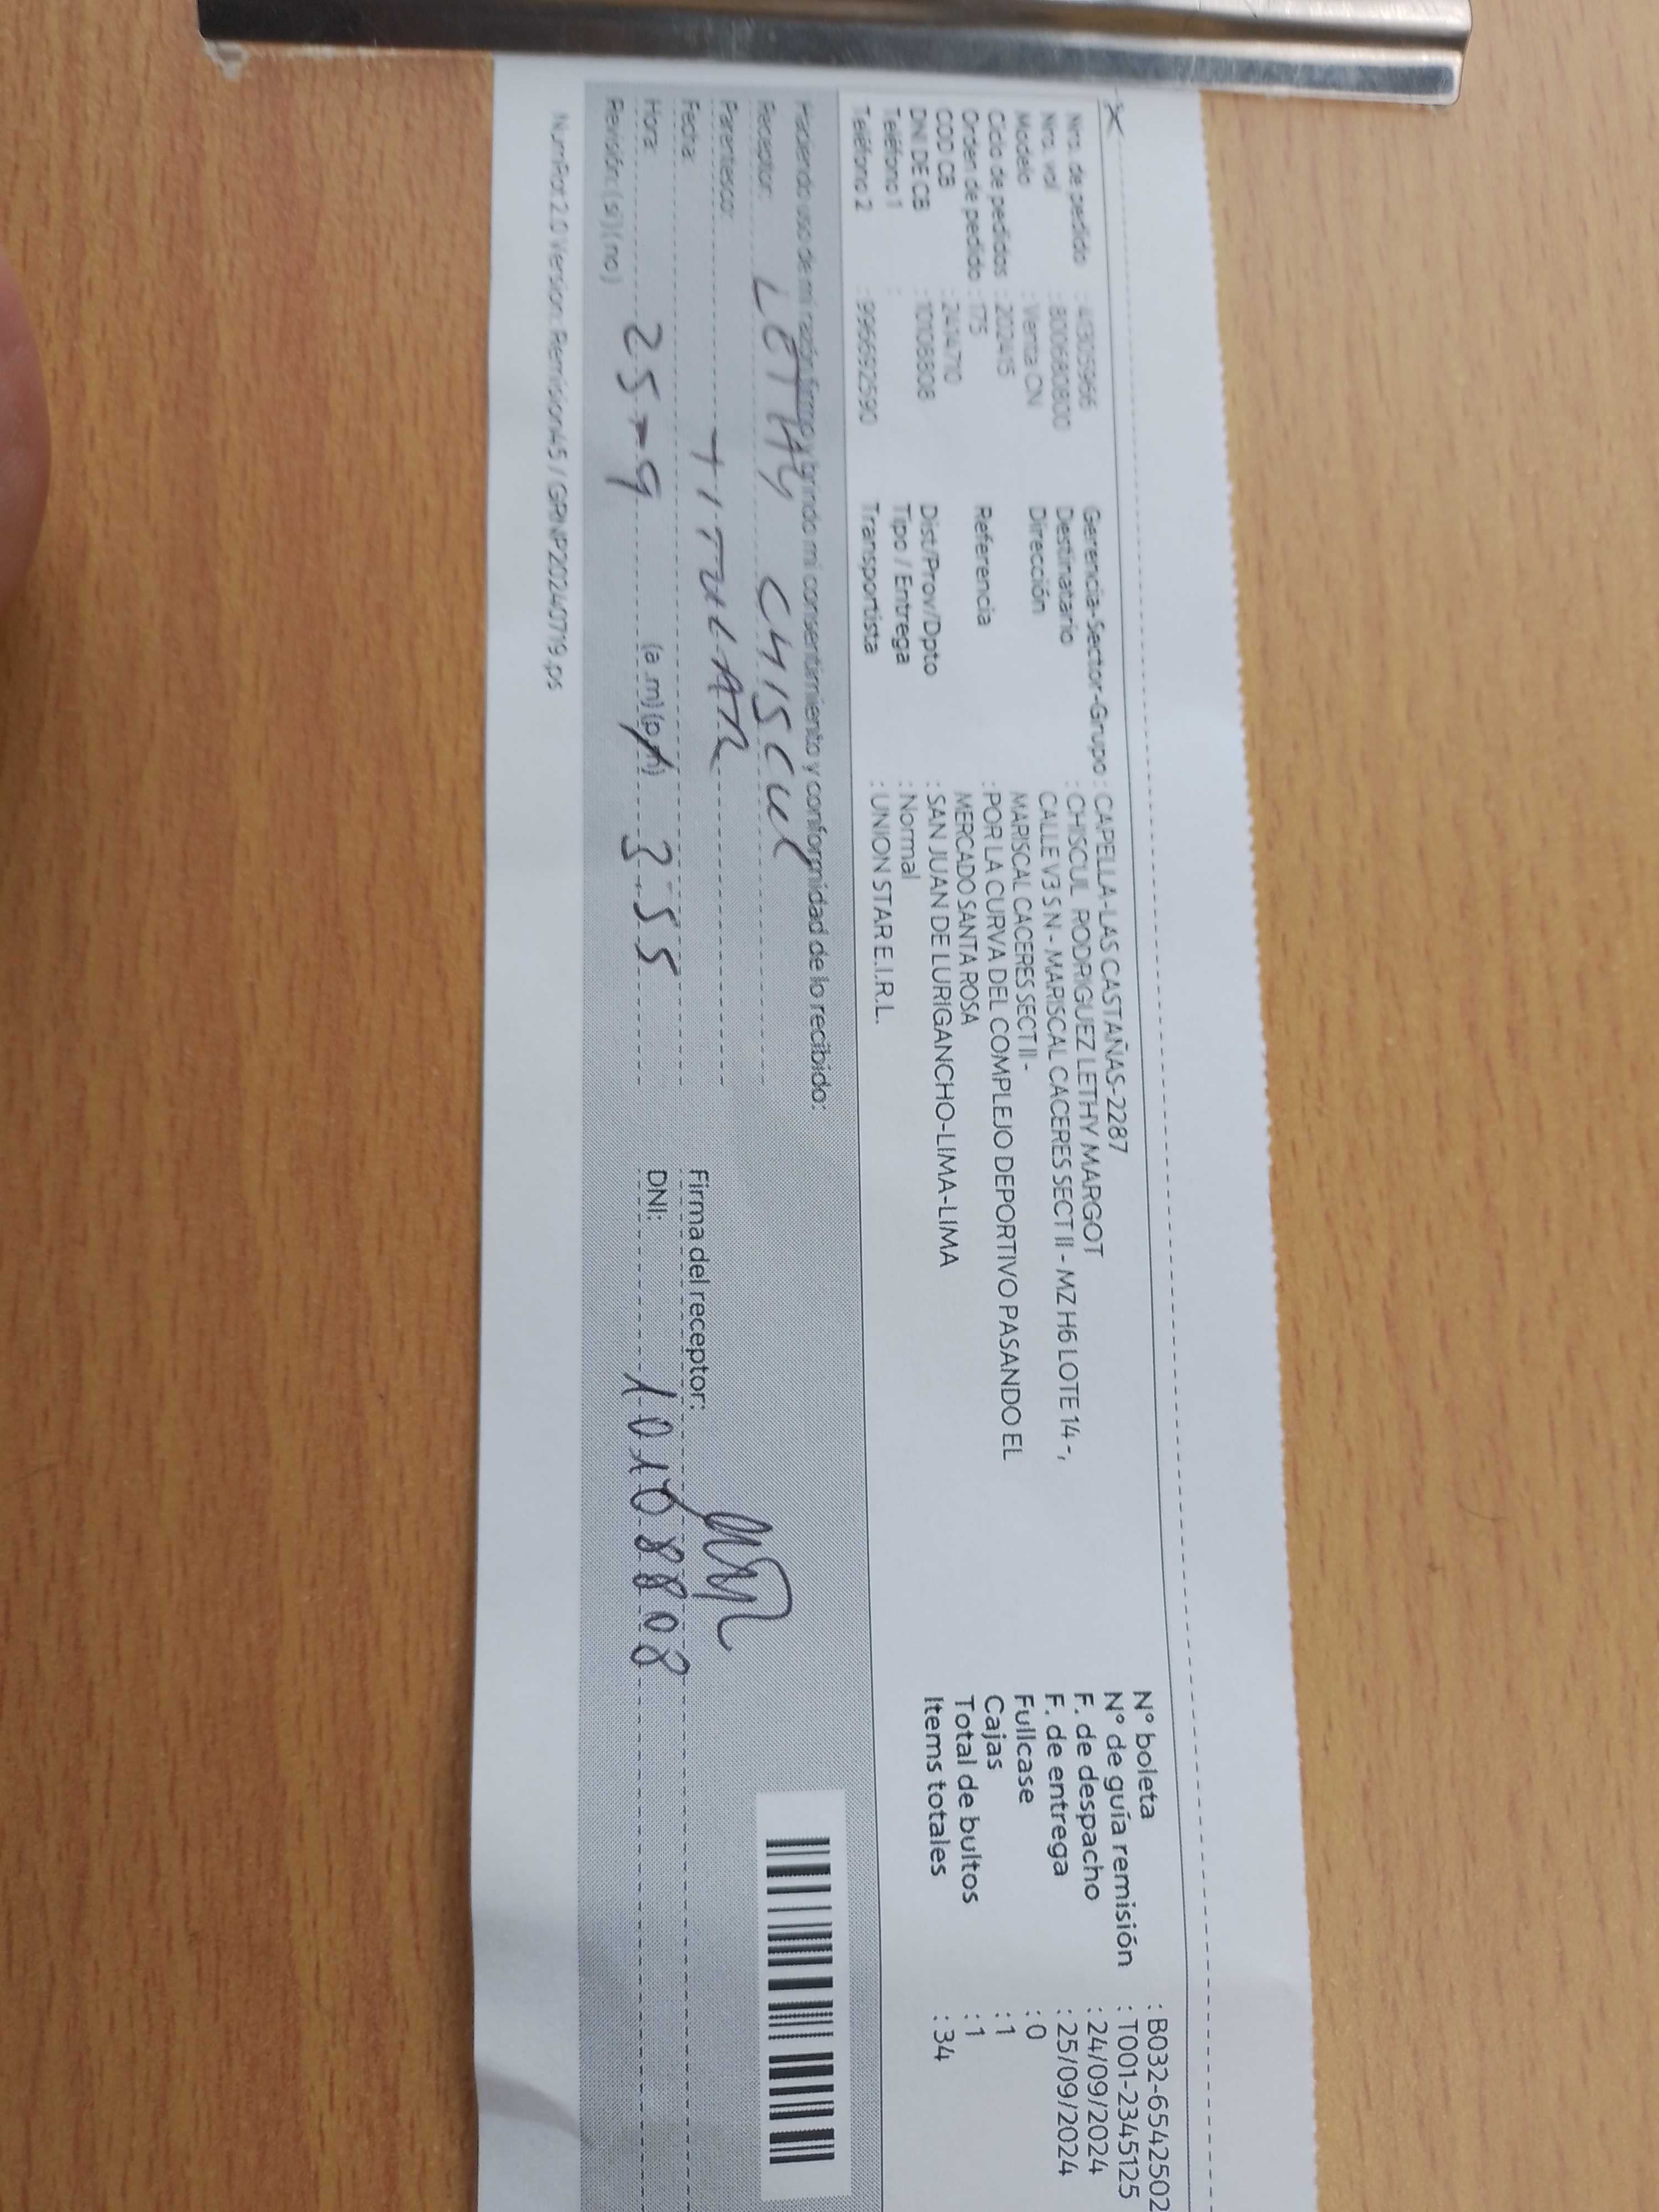 Nro. de pedido : 413055966
Nro. vol : 800680800
Modelo : Venta CN
Ciclo de pedidos : 202415
Orden de pedido : 175
COD CB : 2414710
DNI DE CB : 10108808
Teléfono 1 :
Teléfono 2 : 996692590
Gerencia-Sector-Grupo : CAPELLA-LAS CASTAÑAS-2287
Destinatario : CHISCUL RODRIGUEZ LETHY MARGOT
Dirección CALLE V3 S N - MARISCAL CACERES SECT II - MZ H6 LOTE 14 -,
MARISCAL CACERES SECT II -
Referencia : POR LA CURVA DEL COMPLEJO DEPORTIVO PASANDO EL
MERCADO SANTA ROSA
Dist/Prov/Dpto : SAN JUAN DE LURIGANCHO-LIMA-LIMA
Tipo / Entrega : Normal
Transportista : UNION STAR E.I.R.L.
N° boleta : B032-6542502
N° de guía remisión : T001-2345125
F. de despacho : 24/09/2024
F. de entrega : 25/09/2024
Fullcase : 0
Cajas : 1
Total de bultos : 1
Items totales : 34
Haciendo uso de mi razón firmo y brindo mi consentimiento y conformidad de lo recibido:
Receptor: LETHY CHISCUL
Parentesco: TITULAR
Fecha:
Hora: 25-9 (a .m) (p.m) 3:55
Revisión: ( si ) ( no )
Firma del receptor:
DNI: 10108808
NumRot 2.0 Version: Remision45 / GRNP20240719.ps